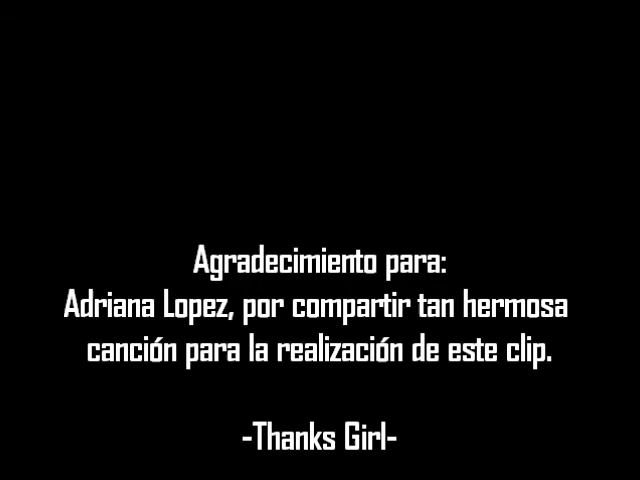 Agradecimiento para:
Adriana Lopez, por compartir tan hermosa
canción para la realización de este clip.
-Thanks Girl-